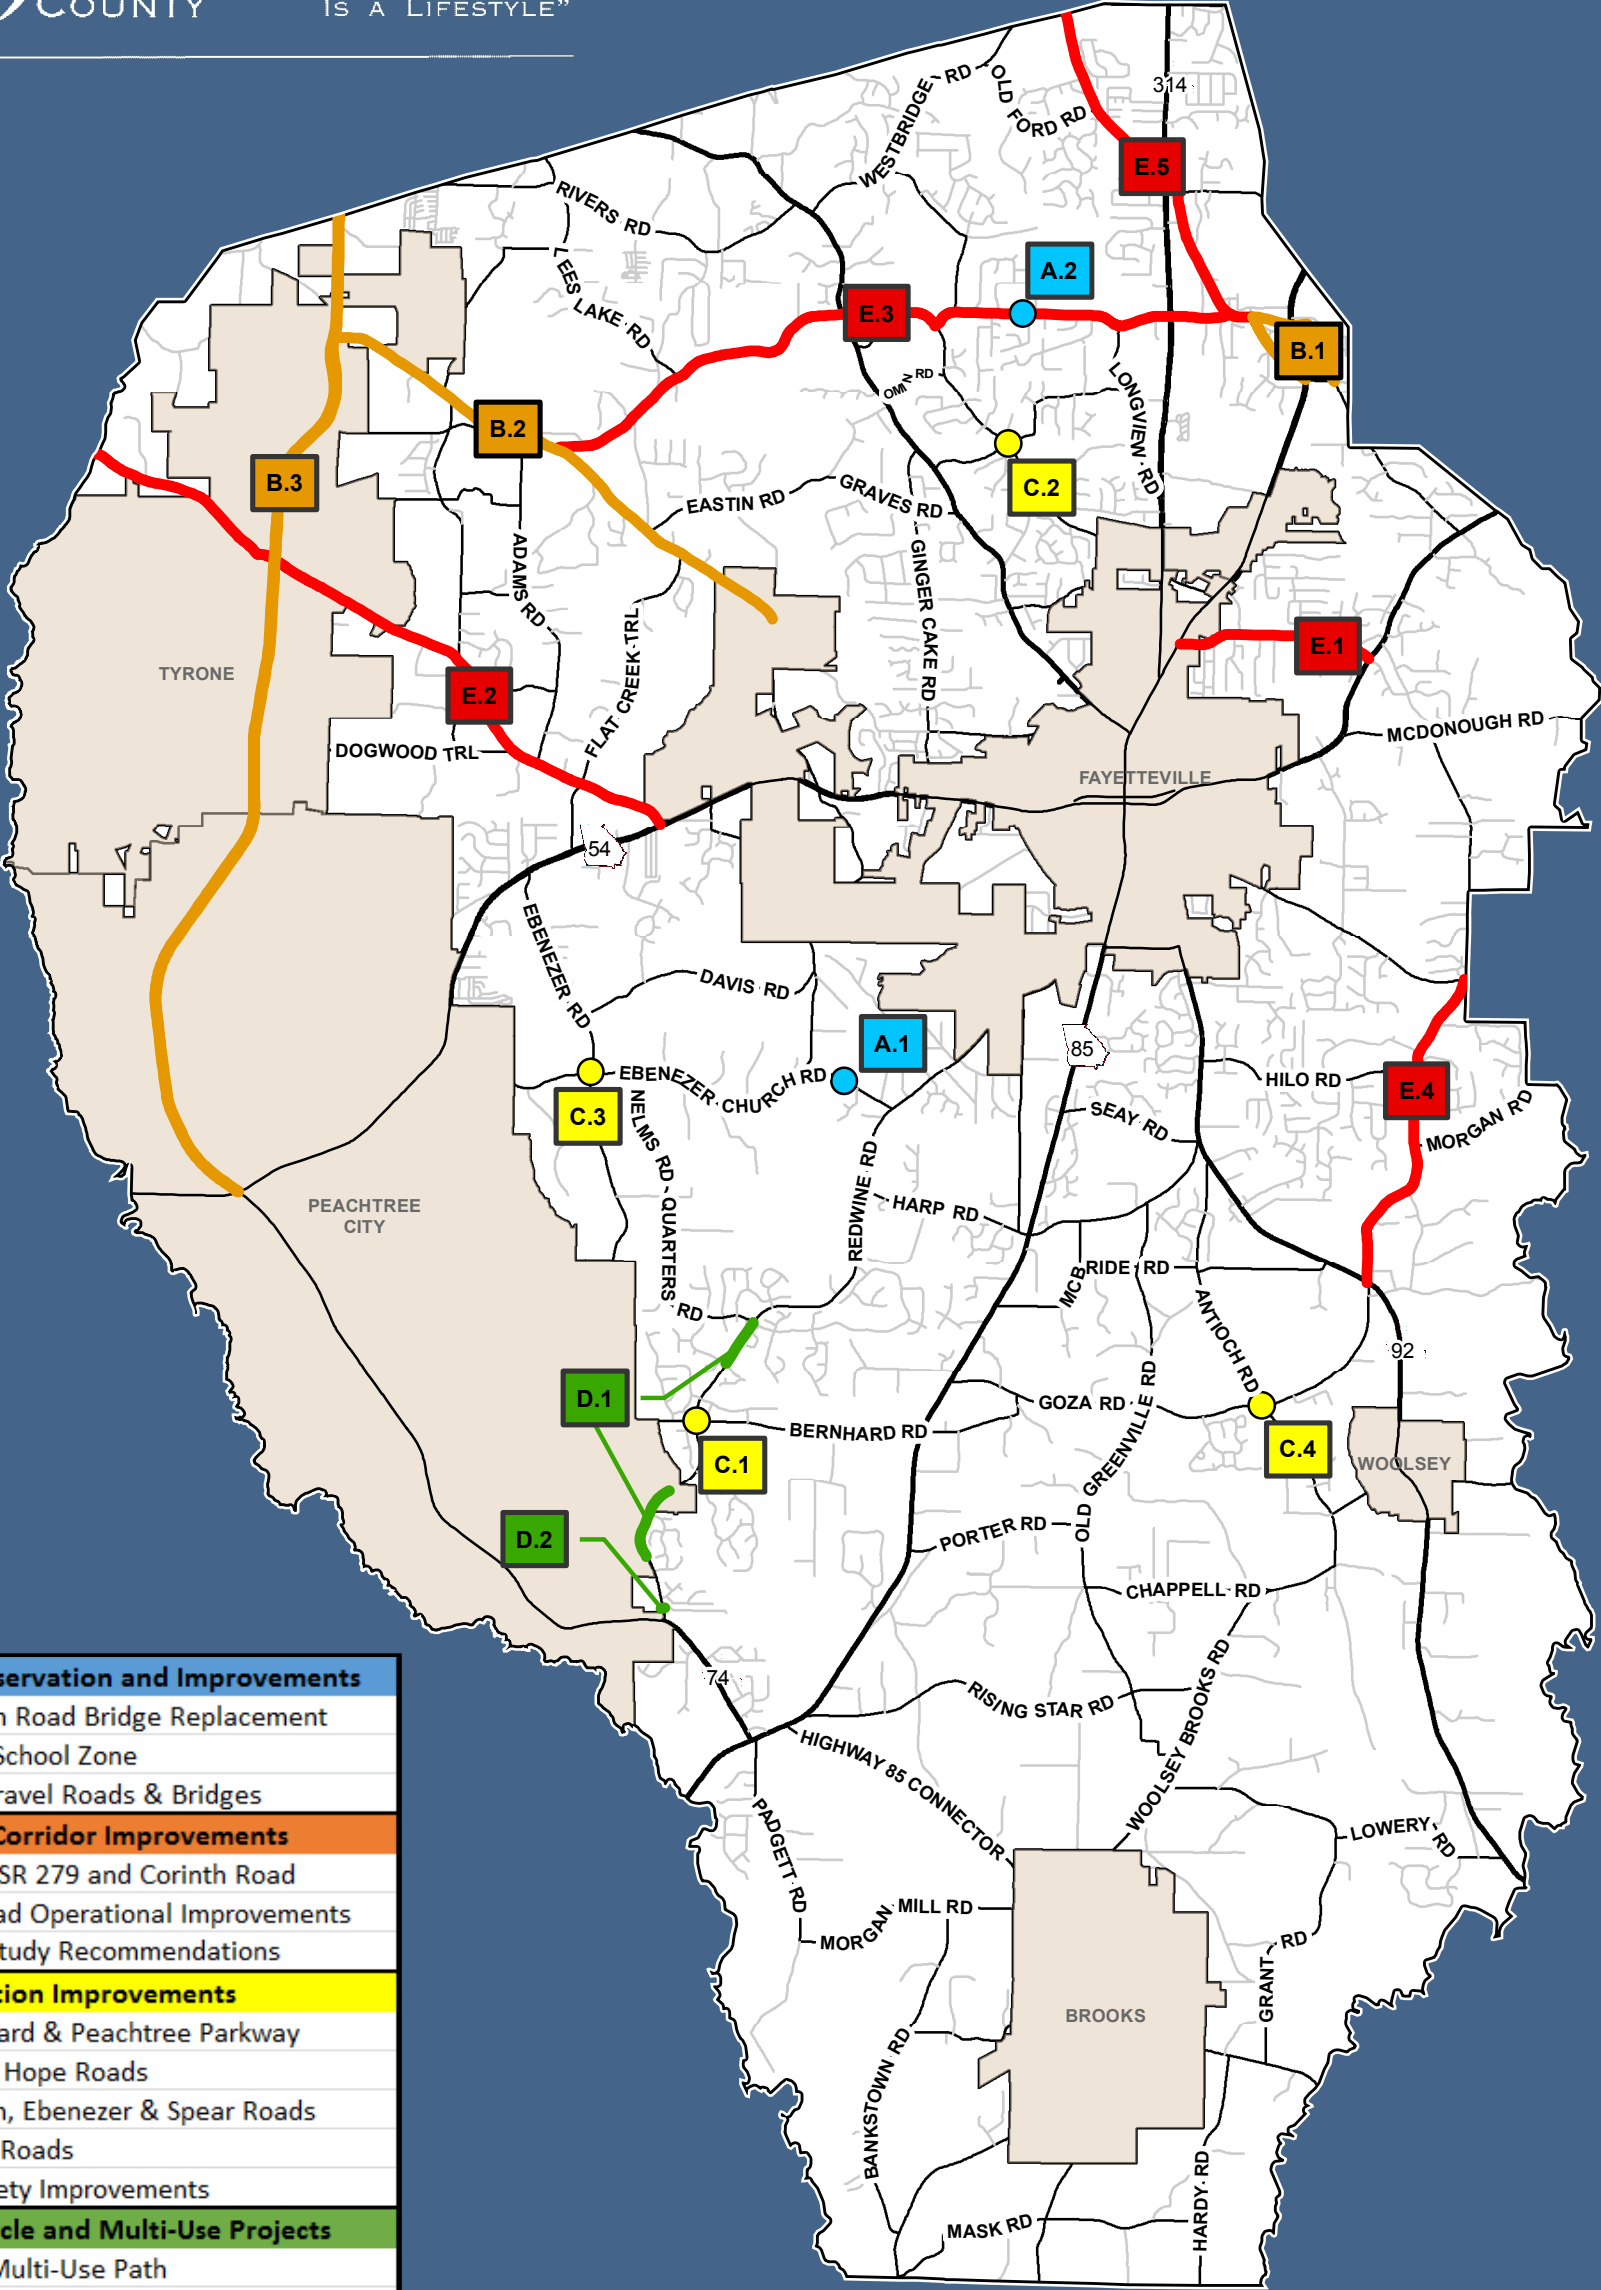 COUNTY IS A LIFESTYLE”
314
WESTBRIDGE RD
OLD FORD RD
E.5
RIVERS RD
LEES LAKE RD
A.2
E.3
B.1
RD
LONGVIEW RD
B.2
B.3
C.2
EASTIN RD
GRAVES RD
ADAMS RD
GINGER CAKE RD
FLAT CREEK TRL
E.1
TYRONE
E.2
DOGWOOD TRL
MCDONOUGH RD
FAYETTEVILLE
54
EBENEZER RD
DAVIS RD
A.1
85
EBENEZER CHURCH RD
HILO RD
E.4
C.3
SEAY RD
MORGAN RD
NELMS RD
QUARTERS RD
REDWINE RD
HARP RD
PEACHTREE
CITY
MCBRIDE RD
ANTIOCH RD
92
D.1
GOZA RD
BERNHARD RD
OLD GREENVILLE RD
C.1
C.4
WOOLSEY
D.2
PORTER RD
CHAPPELL RD
74
RISING STAR RD
WOOLSEY BROOKS RD
HIGHWAY 85 CONNECTOR
PADGETT RD
LOWERY RD
MORGAN MILL RD
GRANT RD
BROOKS
BANKSTOWN RD
HARDY RD
MASK RD
servation and Improvements
n Road Bridge Replacement
School Zone
ravel Roads & Bridges
Corridor Improvements
SR 279 and Corinth Road
ad Operational Improvements
tudy Recommendations
tion Improvements
ard & Peachtree Parkway
Hope Roads
n, Ebenezer & Spear Roads
Roads
ety Improvements
cle and Multi-Use Projects
Multi-Use Path